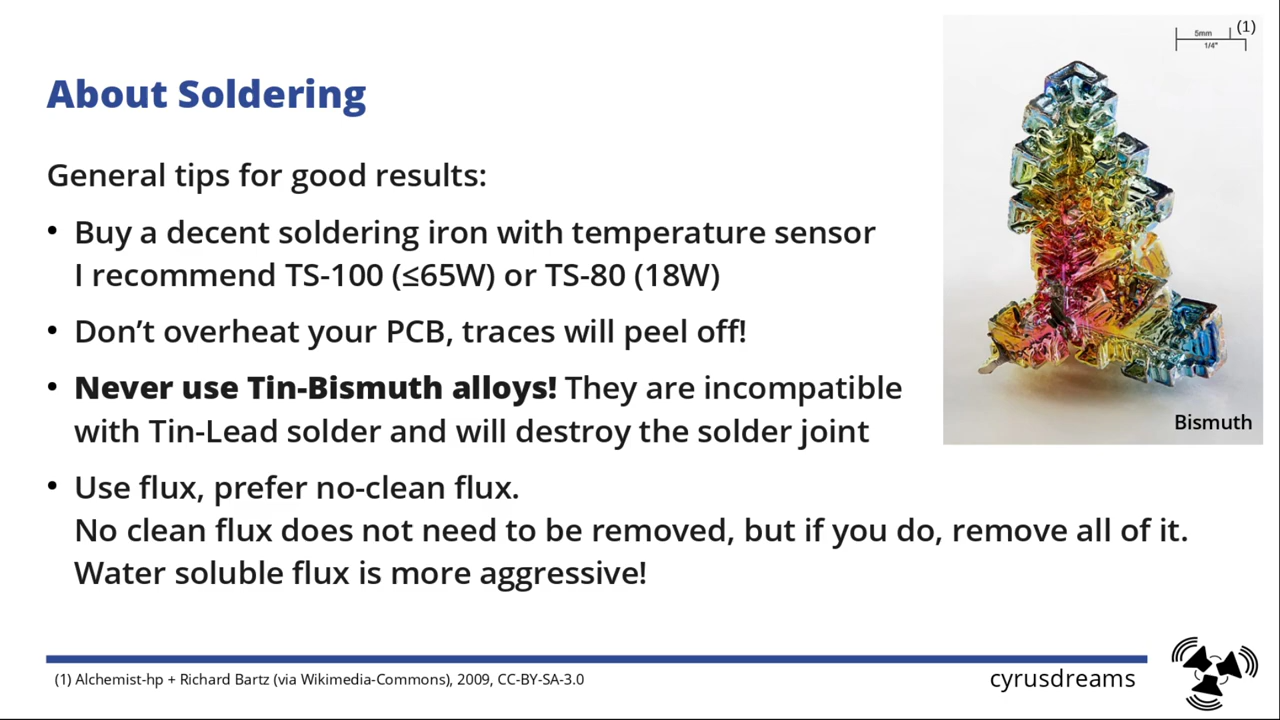 About Soldering
General tips for good results:
• Buy a decent soldering iron with temperature sensor
I recommend TS-100 (≤65W) or TS-80 (18W)
• Don’t overheat your PCB, traces will peel off!
• Never use Tin-Bismuth alloys! They are incompatible
with Tin-Lead solder and will destroy the solder joint
• Use flux, prefer no-clean flux.
No clean flux does not need to be removed, but if you do, remove all of it.
Water soluble flux is more aggressive!
5mm
1/4"
(1)
Bismuth
(1) Alchemist-hp + Richard Bartz (via Wikimedia-Commons), 2009, CC-BY-SA-3.0
cyrusdreams